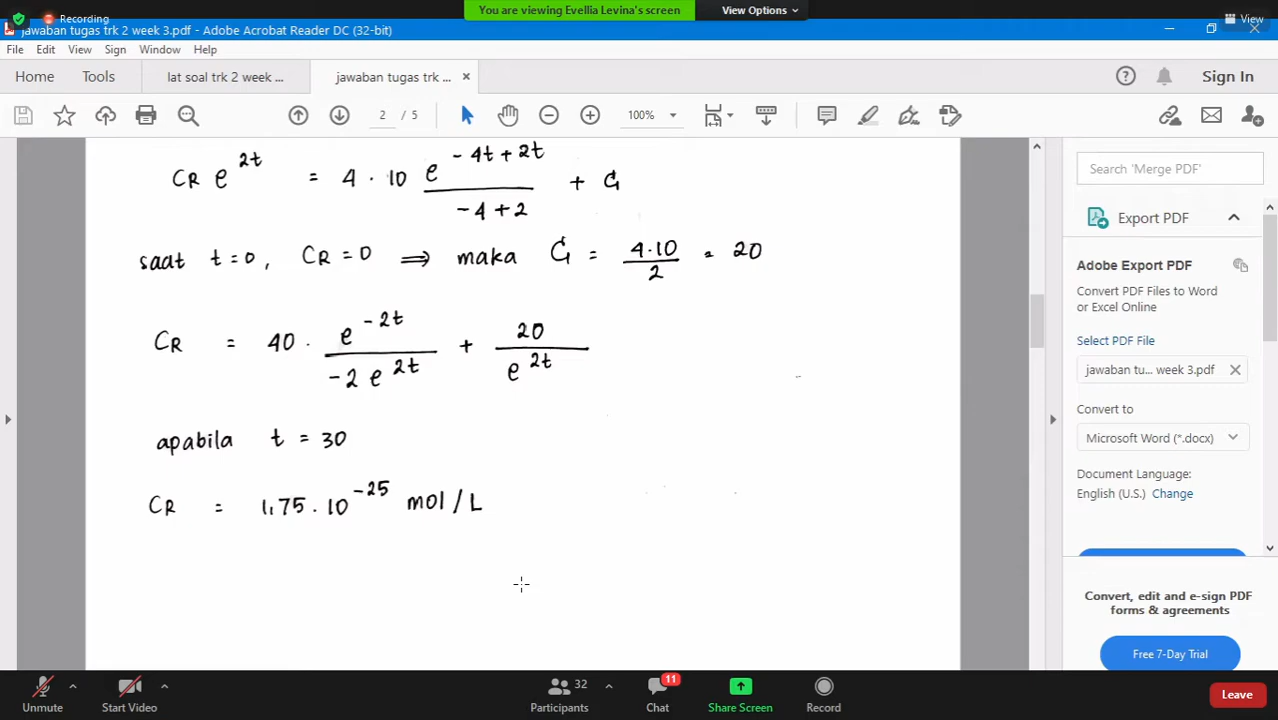 Recording
You are viewing Evellia Levina's screen
View Options
View
jawaban tugas trk 2 week 3.pdf - Adobe Acrobat Reader DC (32-bit)
File Edit View Sign Window Help
Home Tools lat soal trk 2 week ... jawaban tugas trk ... × Sign In
2 / 5 100%
CR e^2t = 4 · 10 e^-4t+2t / -4+2 + C1
saat t=0, CR=0 ⟹ maka C1 = 4·10 / 2 = 20
CR = 40 · e^-2t / -2 e^2t + 20 / e^2t
apabila t = 30
CR = 1,75 · 10^-25 mol/L
Search 'Merge PDF'
Export PDF
Adobe Export PDF
Convert PDF Files to Word
or Excel Online
Select PDF File
jawaban tu... week 3.pdf
Convert to
Microsoft Word (*.docx)
Document Language:
English (U.S.) Change
Convert, edit and e-sign PDF
forms & agreements
Free 7-Day Trial
Unmute
Start Video
32
Participants
11
Chat
Share Screen
Record
Leave